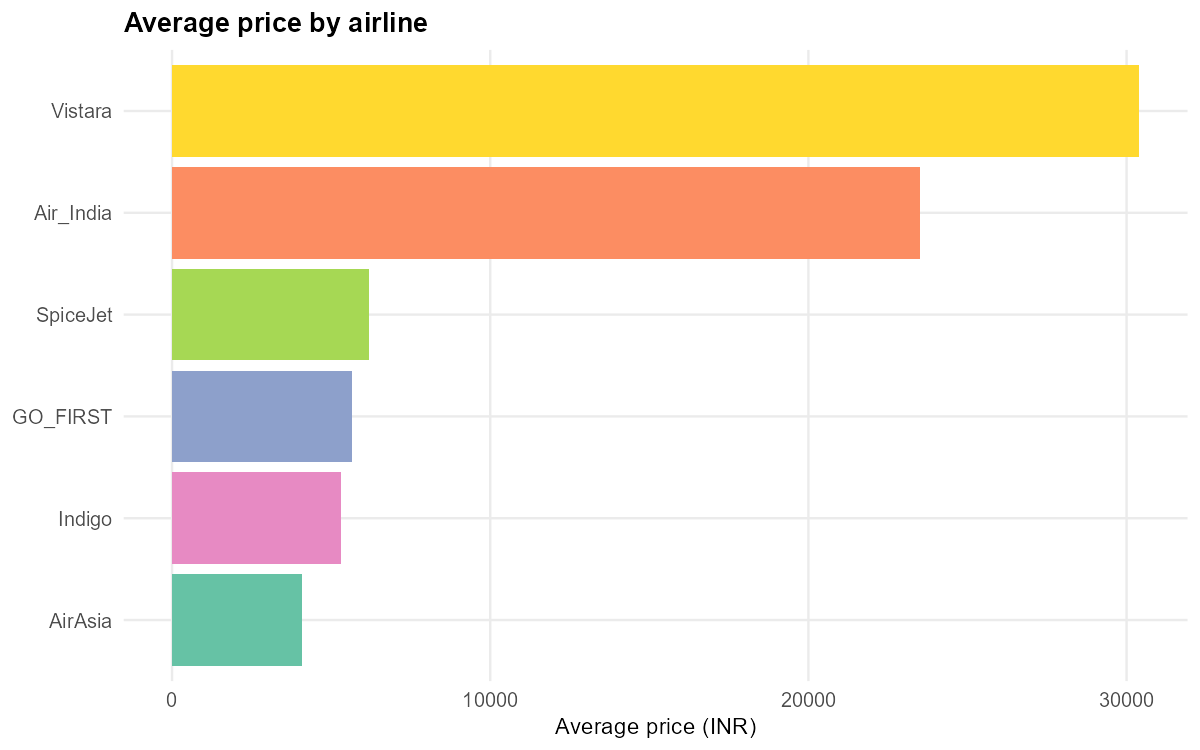 Average price by airline
Vistara
Air_India
SpiceJet
GO_FIRST
Indigo
AirAsia
0 10000 20000 30000
Average price (INR)